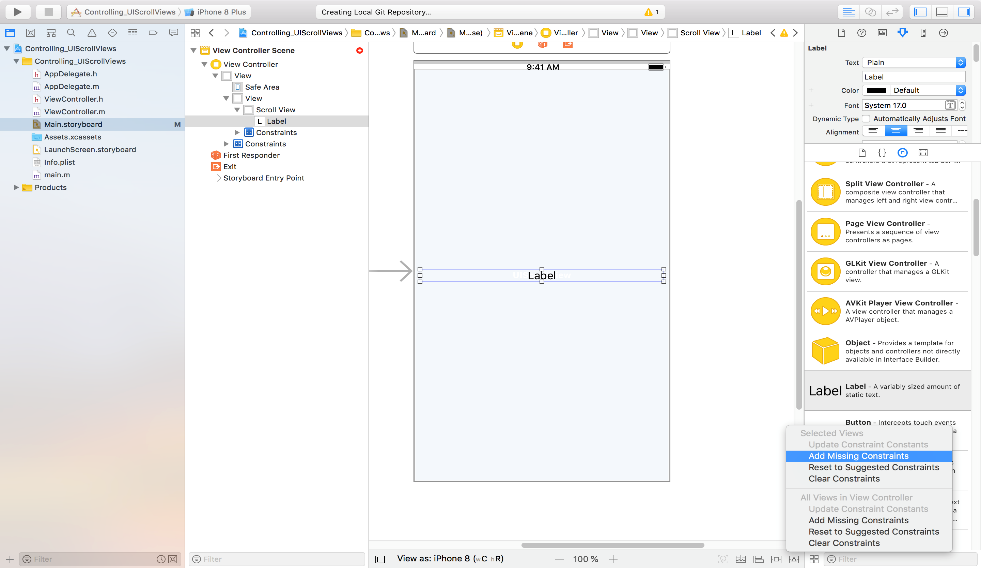 Controlling_UIScrollViews
iPhone 8 Plus
Creating Local Git Repository...
1
Controlling_UIScrollViews
Co...ws
M...ard
M...se)
Vi...ene
Vi...ller
View
View
Scroll View
L Label
Controlling_UIScrollViews
Controlling_UIScrollViews
AppDelegate.h
AppDelegate.m
ViewController.h
ViewController.m
Main.storyboard M
Assets.xcassets
LaunchScreen.storyboard
Info.plist
main.m
Products
View Controller Scene
View Controller
View
Safe Area
View
Scroll View
L Label
Constraints
Constraints
First Responder
Exit
Storyboard Entry Point
9:41 AM
Label
Label
Text Plain
Label
Color Default
Font System 17.0
Dynamic Type Automatically Adjusts Font
Alignment
Split View Controller - A
composite view controller that
manages left and right view contr...
Page View Controller -
Presents a sequence of view
controllers as pages.
GLKit View Controller - A
controller that manages a GLKit
view.
AVKit Player View Controller -
A view controller that manages a
AVPlayer object.
Object - Provides a template for
objects and controllers not directly
available in Interface Builder.
Label
Label - A variably sized amount of
static text.
Button - Intercepts touch events
Selected Views
Update Constraint Constants
Add Missing Constraints
Reset to Suggested Constraints
Clear Constraints
All Views in View Controller
Update Constraint Constants
Add Missing Constraints
Reset to Suggested Constraints
Clear Constraints
Filter
Filter
View as: iPhone 8 (wC hR)
100 %
Filter